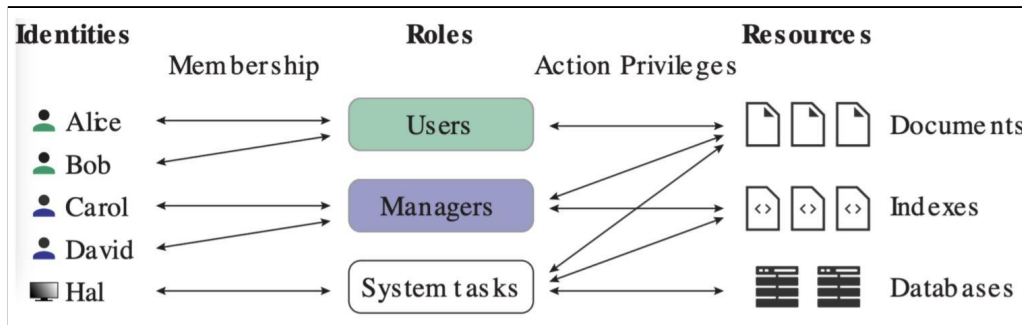 Identities Roles Resources
Membership Action Privileges
Alice Users Documents
Bob
Carol Managers Indexes
David
Hal System tasks Databases